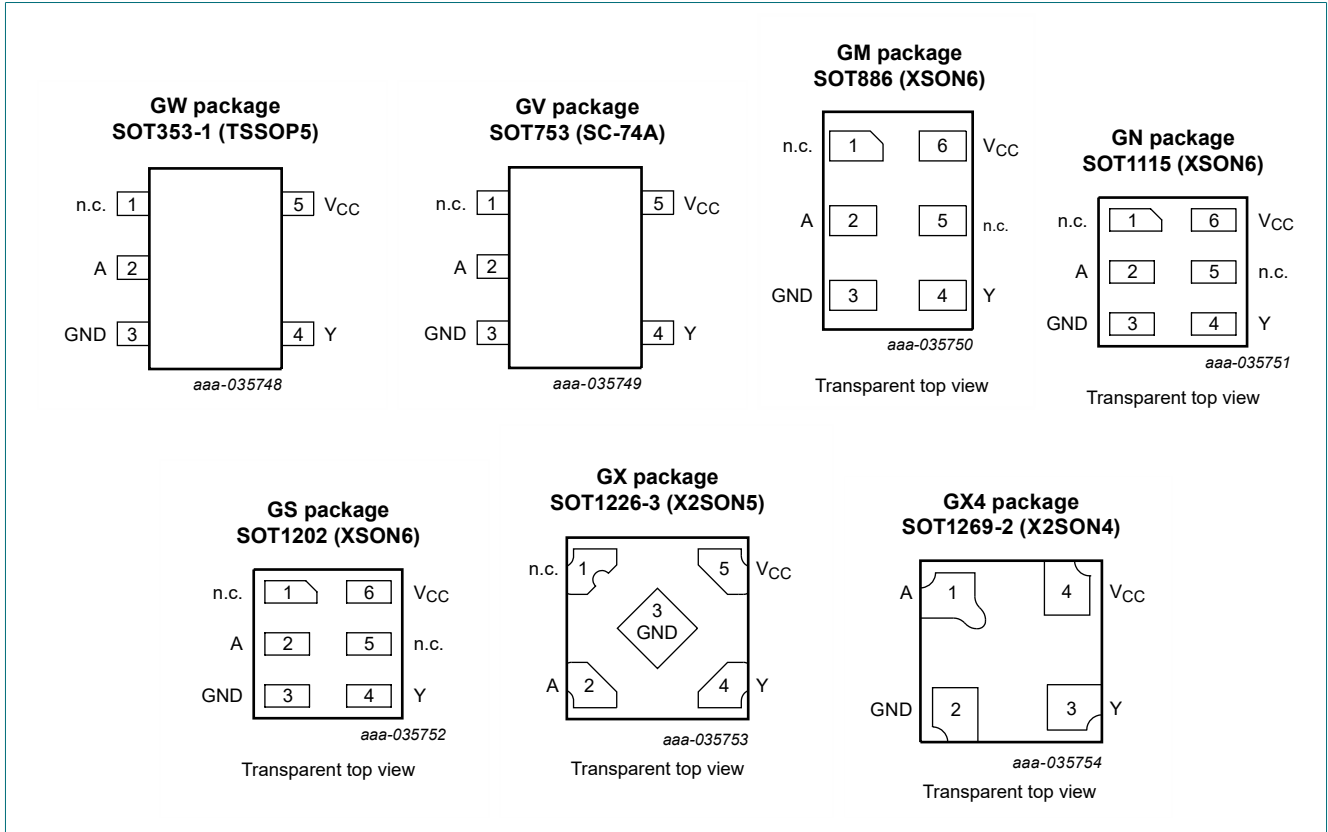 GW package
SOT353-1 (TSSOP5)
n.c. 1
5 VCC
A 2
GND 3
4 Y
aaa-035748
GV package
SOT753 (SC-74A)
n.c. 1
5 VCC
A 2
GND 3
4 Y
aaa-035749
GM package
SOT886 (XSON6)
n.c. 1 6 VCC
A 2 5 n.c.
GND 3 4 Y
aaa-035750
Transparent top view
GN package
SOT1115 (XSON6)
n.c. 1 6 VCC
A 2 5 n.c.
GND 3 4 Y
aaa-035751
Transparent top view
GS package
SOT1202 (XSON6)
n.c. 1 6 VCC
A 2 5 n.c.
GND 3 4 Y
aaa-035752
Transparent top view
GX package
SOT1226-3 (X2SON5)
n.c. 1 5 VCC
3
GND
A 2 4 Y
aaa-035753
Transparent top view
GX4 package
SOT1269-2 (X2SON4)
A 1 4 VCC
GND 2 3 Y
aaa-035754
Transparent top view